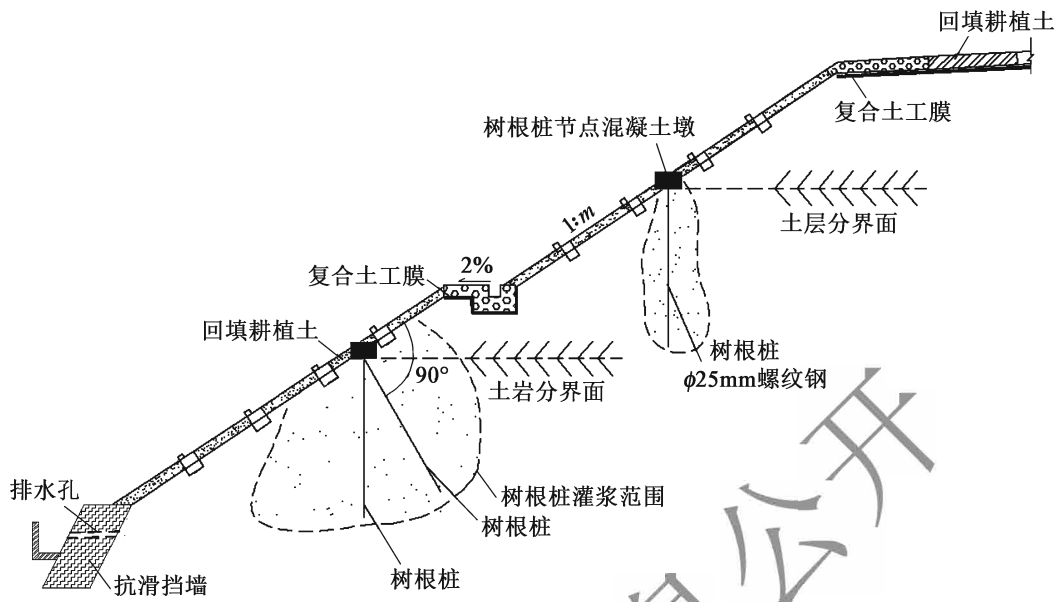 回填耕植土
复合土工膜
树根桩节点混凝土墩
土层分界面
1:m
2%
复合土工膜
回填耕植土
90°
土岩分界面
树根桩
ϕ25mm螺纹钢
排水孔
树根桩灌浆范围
树根桩
树根桩
抗滑挡墙
公开